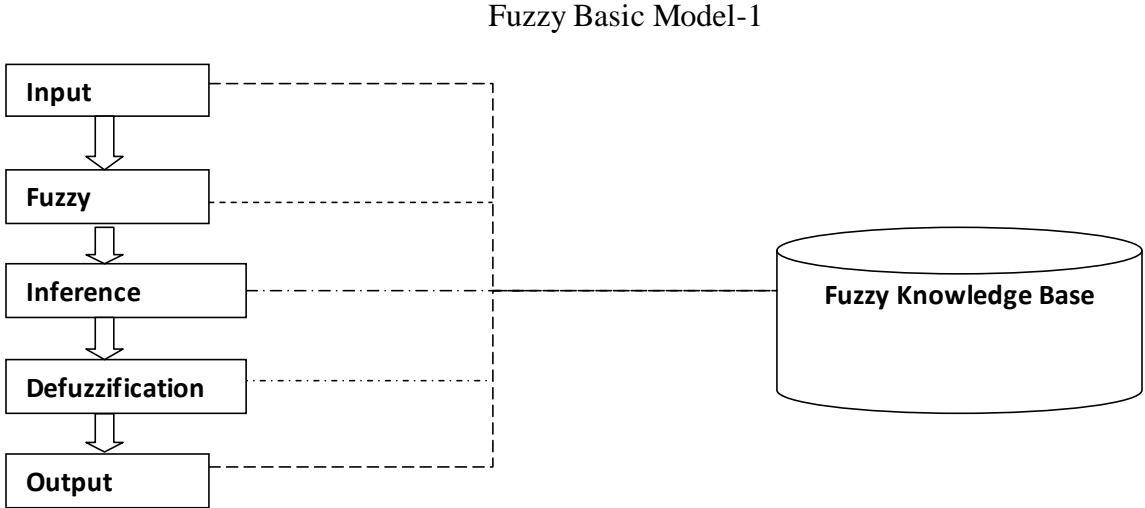 Fuzzy Basic Model-1
Input
Fuzzy
Inference
Fuzzy Knowledge Base
Defuzzification
Output